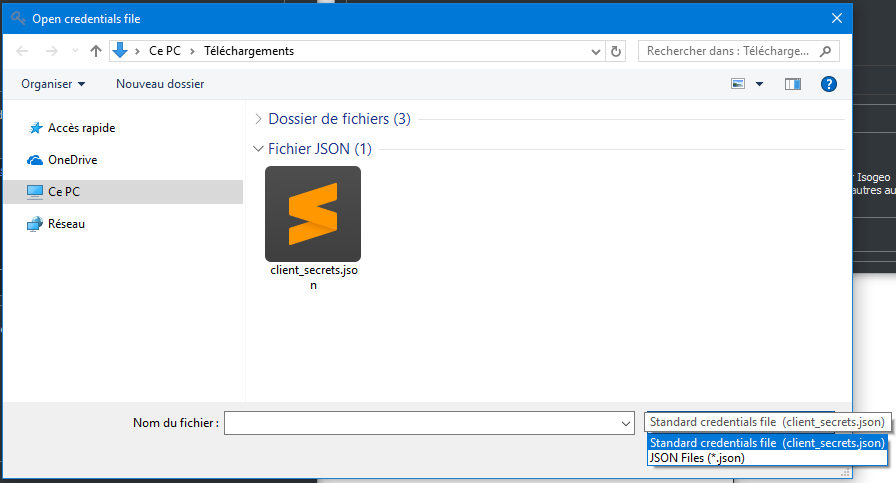 Open credentials file
Ce PC
Téléchargements
Rechercher dans : Télécharge...
Organiser
Nouveau dossier
?
Accès rapide
OneDrive
Ce PC
Réseau
Dossier de fichiers (3)
Fichier JSON (1)
client_secrets.jso
n
Isogeo
autres au
Nom du fichier :
Standard credentials file (client_secrets.json)
Standard credentials file (client_secrets.json)
JSON Files (*.json)